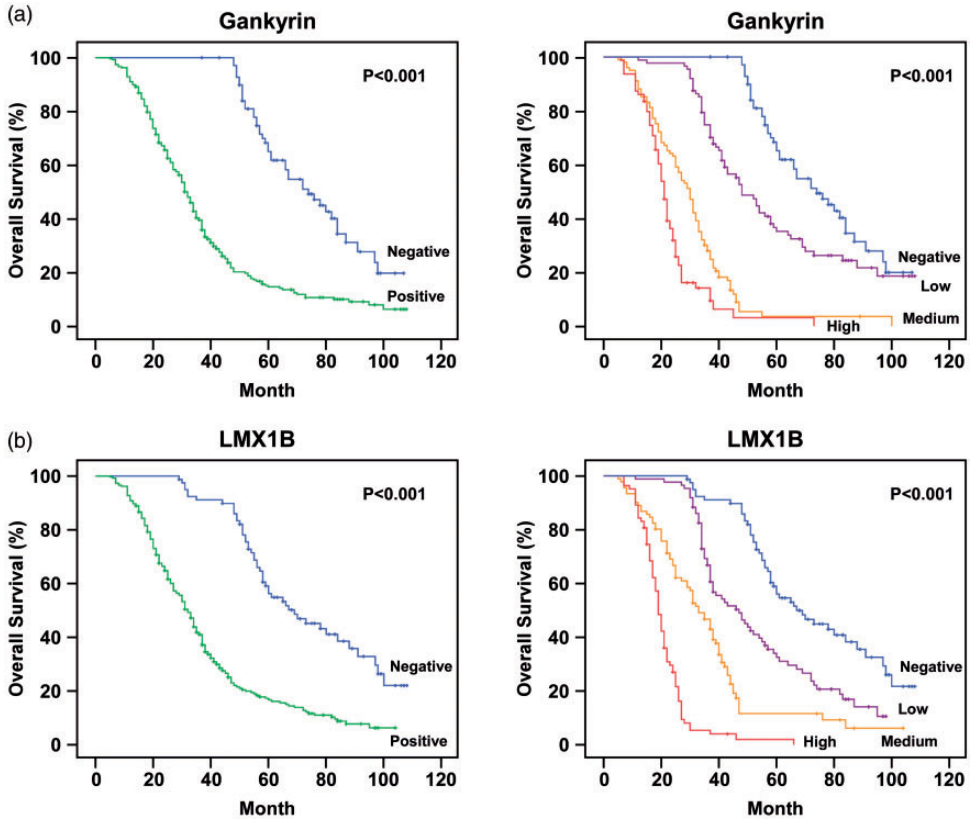 (a)
Gankyrin
Overall Survival (%)
100
80
60
40
20
0
P<0.001
Negative
Positive
0 20 40 60 80 100 120
Month
Gankyrin
Overall Survival (%)
100
80
60
40
20
0
P<0.001
Negative
Low
Medium
High
0 20 40 60 80 100 120
Month
(b)
LMX1B
Overall Survival (%)
100
80
60
40
20
0
P<0.001
Negative
Positive
0 20 40 60 80 100 120
Month
LMX1B
Overall Survival (%)
100
80
60
40
20
0
P<0.001
Negative
Low
High Medium
0 20 40 60 80 100 120
Month